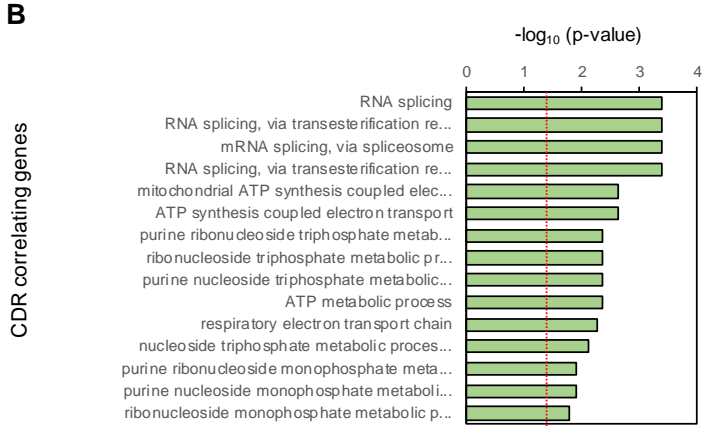 B
-log₁₀ (p-value)
0 1 2 3 4
CDR correlating genes
RNA splicing
RNA splicing, via transesterification re...
mRNA splicing, via spliceosome
RNA splicing, via transesterification re...
mitochondrial ATP synthesis coupled elec...
ATP synthesis coupled electron transport
purine ribonucleoside triphosphate metab...
ribonucleoside triphosphate metabolic pr...
purine nucleoside triphosphate metabolic...
ATP metabolic process
respiratory electron transport chain
nucleoside triphosphate metabolic proces...
purine ribonucleoside monophosphate meta...
purine nucleoside monophosphate metaboli...
ribonucleoside monophosphate metabolic p...